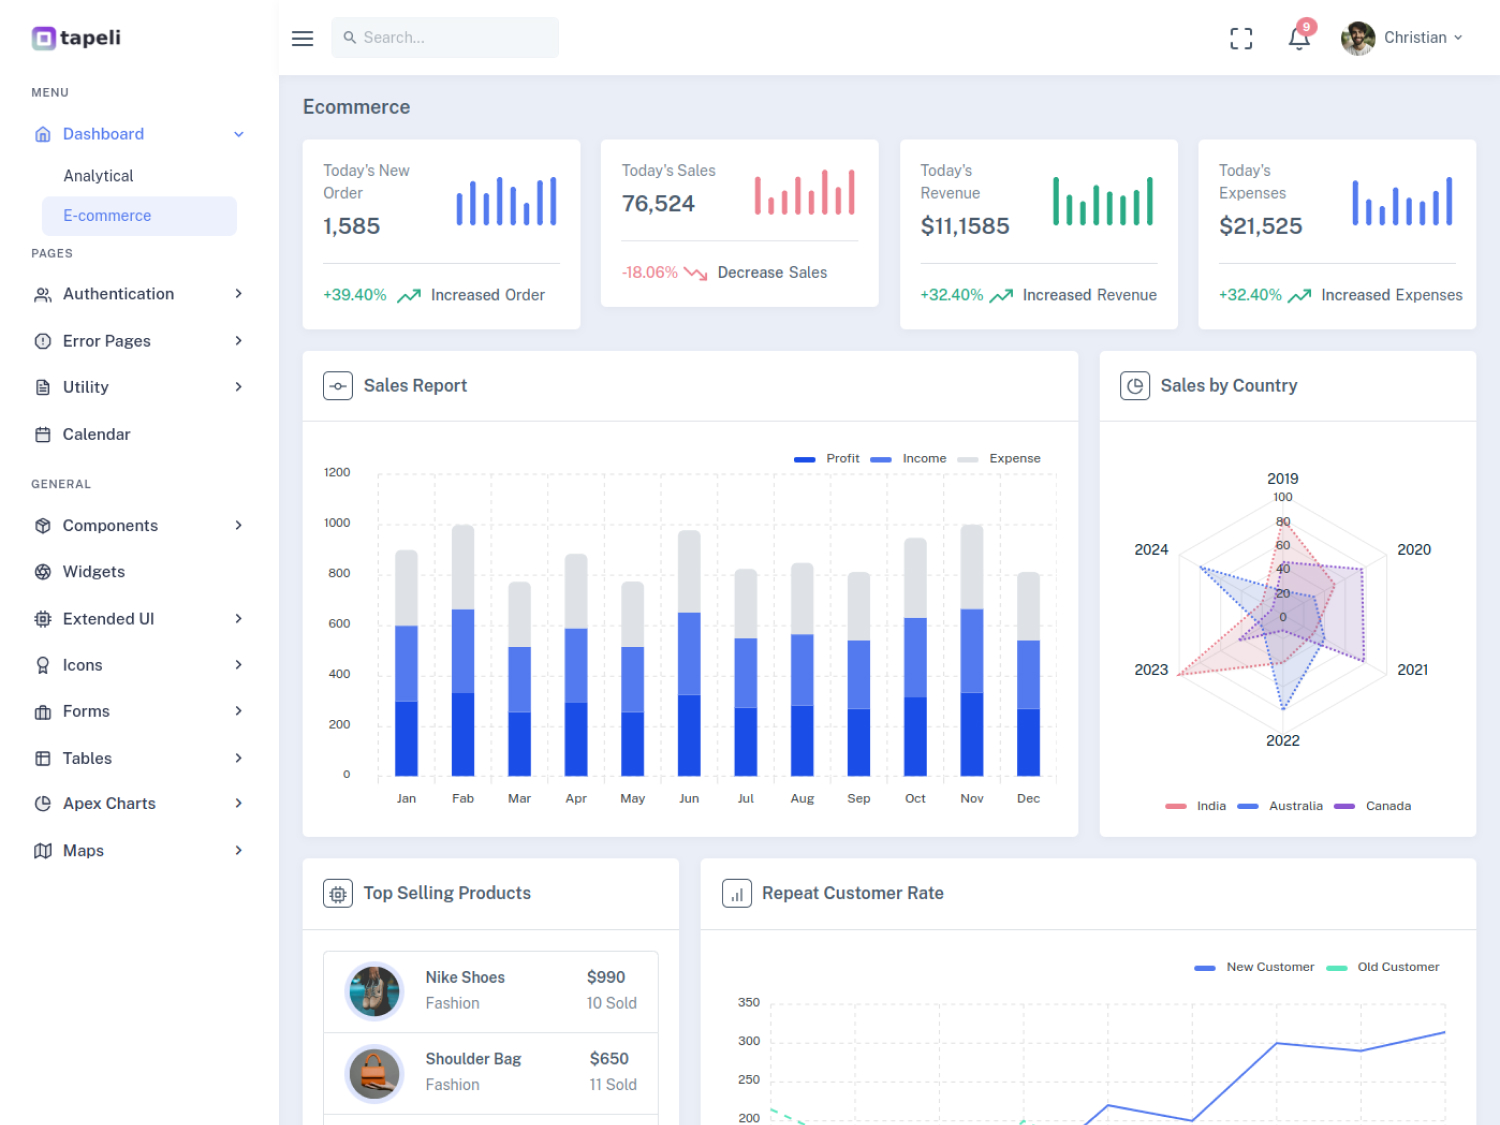 tapeli
Search...
9
Christian
MENU
Dashboard
Analytical
E-commerce
PAGES
Authentication
Error Pages
Utility
Calendar
GENERAL
Components
Widgets
Extended UI
Icons
Forms
Tables
Apex Charts
Maps
Ecommerce
Today's New
Order
1,585
+39.40% Increased Order
Today's Sales
76,524
-18.06% Decrease Sales
Today's
Revenue
$11,1585
+32.40% Increased Revenue
Today's
Expenses
$21,525
+32.40% Increased Expenses
Sales Report
Profit Income Expense
1200
1000
800
600
400
200
0
Jan Fab Mar Apr May Jun Jul Aug Sep Oct Nov Dec
Sales by Country
2019
100
80
60
40
20
0
2020
2021
2022
2023
2024
India Australia Canada
Top Selling Products
Nike Shoes $990
Fashion 10 Sold
Shoulder Bag $650
Fashion 11 Sold
Repeat Customer Rate
New Customer Old Customer
350
300
250
200